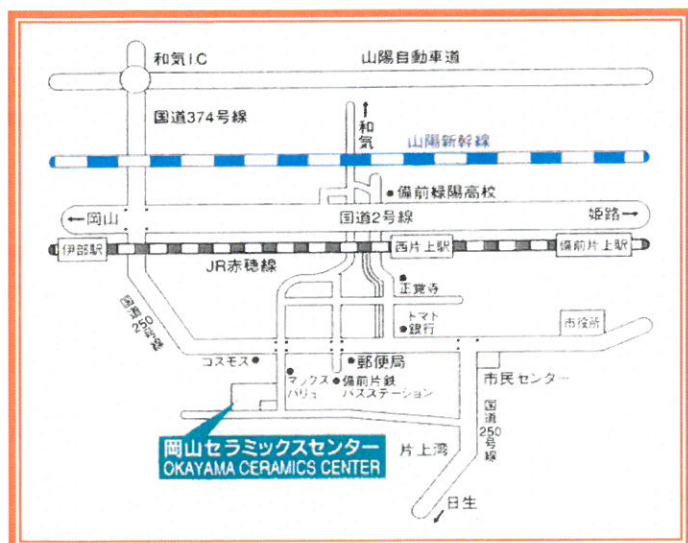 和気I.C
山陽自動車道
国道374号線
和気
山陽新幹線
備前緑陽高校
←岡山
国道2号線
姫路→
伊部駅
西片上駅
備前片上駅
JR赤穂線
正覚寺
国道250号線
トマト
銀行
市役所
コスモス
郵便局
マックス
バリュ
備前片鉄
バスステーション
市民センター
国道250号線
岡山セラミックスセンター
OKAYAMA CERAMICS CENTER
片上湾
日生